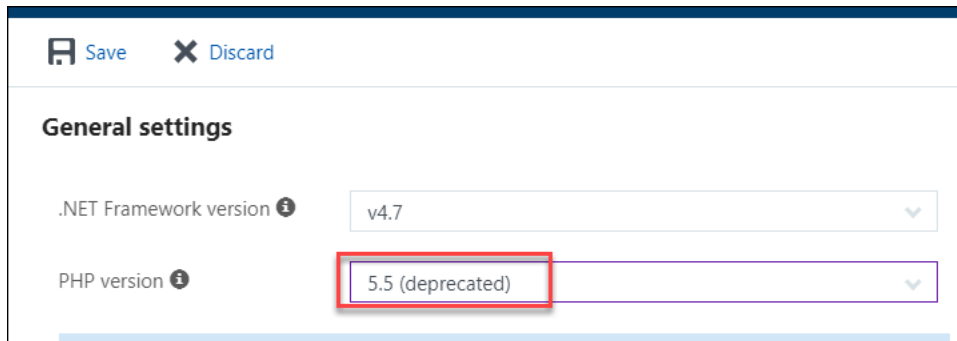 Save Discard
General settings
.NET Framework version v4.7
PHP version 5.5 (deprecated)